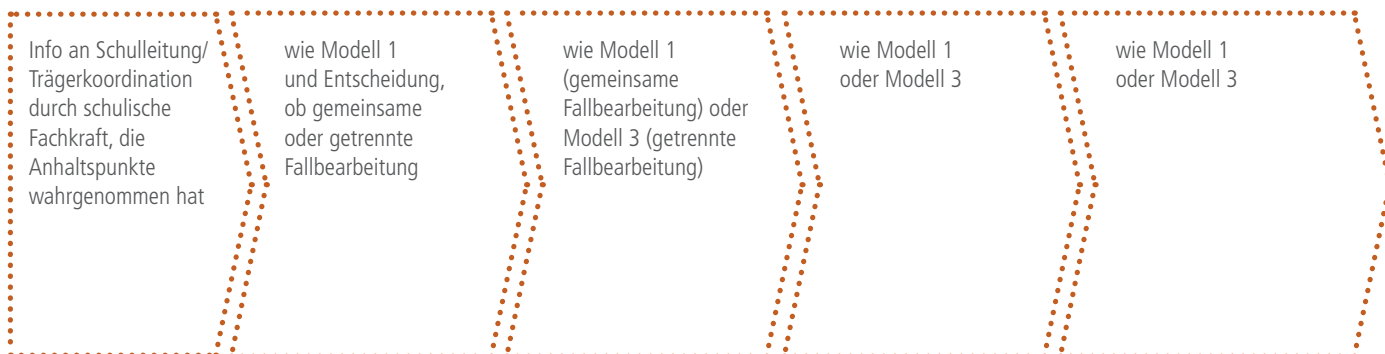 Info an Schulleitung/
Trägerkoordination
durch schulische
Fachkraft, die
Anhaltspunkte
wahrgenommen hat
wie Modell 1
und Entscheidung,
ob gemeinsame
oder getrennte
Fallbearbeitung
wie Modell 1
(gemeinsame
Fallbearbeitung) oder
Modell 3 (getrennte
Fallbearbeitung)
wie Modell 1
oder Modell 3
wie Modell 1
oder Modell 3